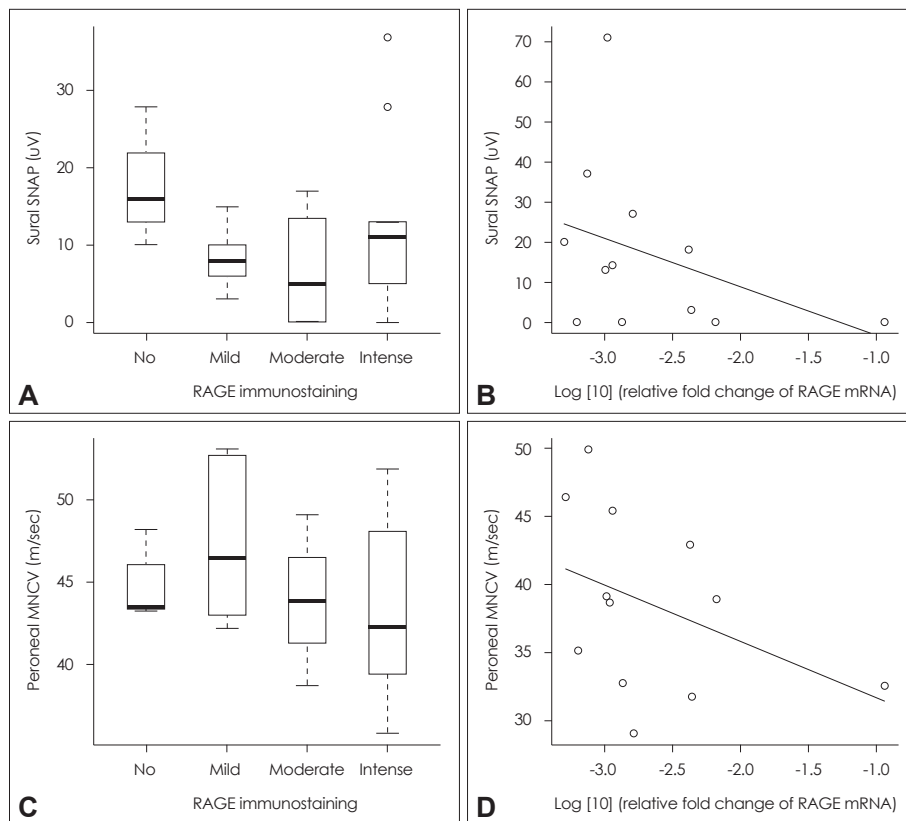 Sural SNAP (uV)
30
20
10
0
No Mild Moderate Intense
RAGE immunostaining
A
Sural SNAP (uV)
70
60
50
40
30
20
10
0
-3.0 -2.5 -2.0 -1.5 -1.0
Log [10] (relative fold change of RAGE mRNA)
B
Peroneal MNCV (m/sec)
50
45
40
No Mild Moderate Intense
RAGE immunostaining
C
Peroneal MNCV (m/sec)
50
45
40
35
30
-3.0 -2.5 -2.0 -1.5 -1.0
Log [10] (relative fold change of RAGE mRNA)
D